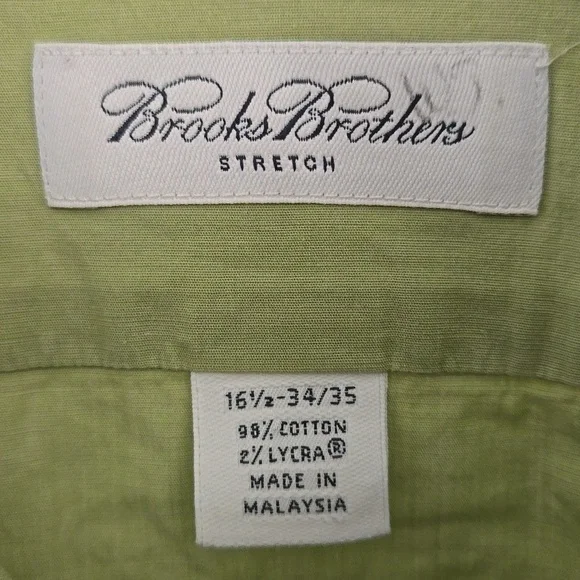 Brooks Brothers
STRETCH
16½-34/35
98% COTTON
2% LYCRA®
MADE IN
MALAYSIA